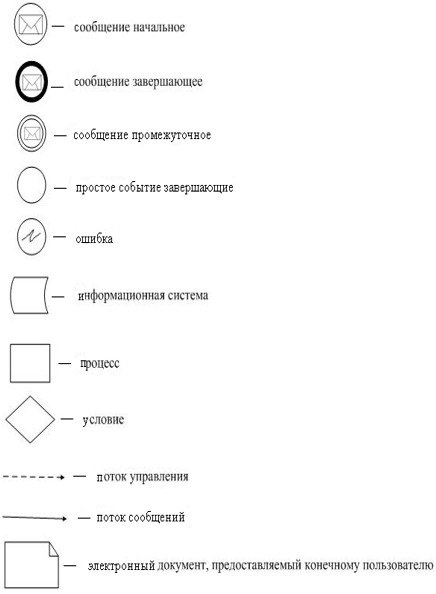 — сообщение начальное
— сообщение завершающее
— сообщение промежуточное
— простое событие завершающие
— ошибка
— информационная система
— процесс
— условие
— поток управления
— поток сообщений
— электронный документ, предоставляемый конечному пользователю